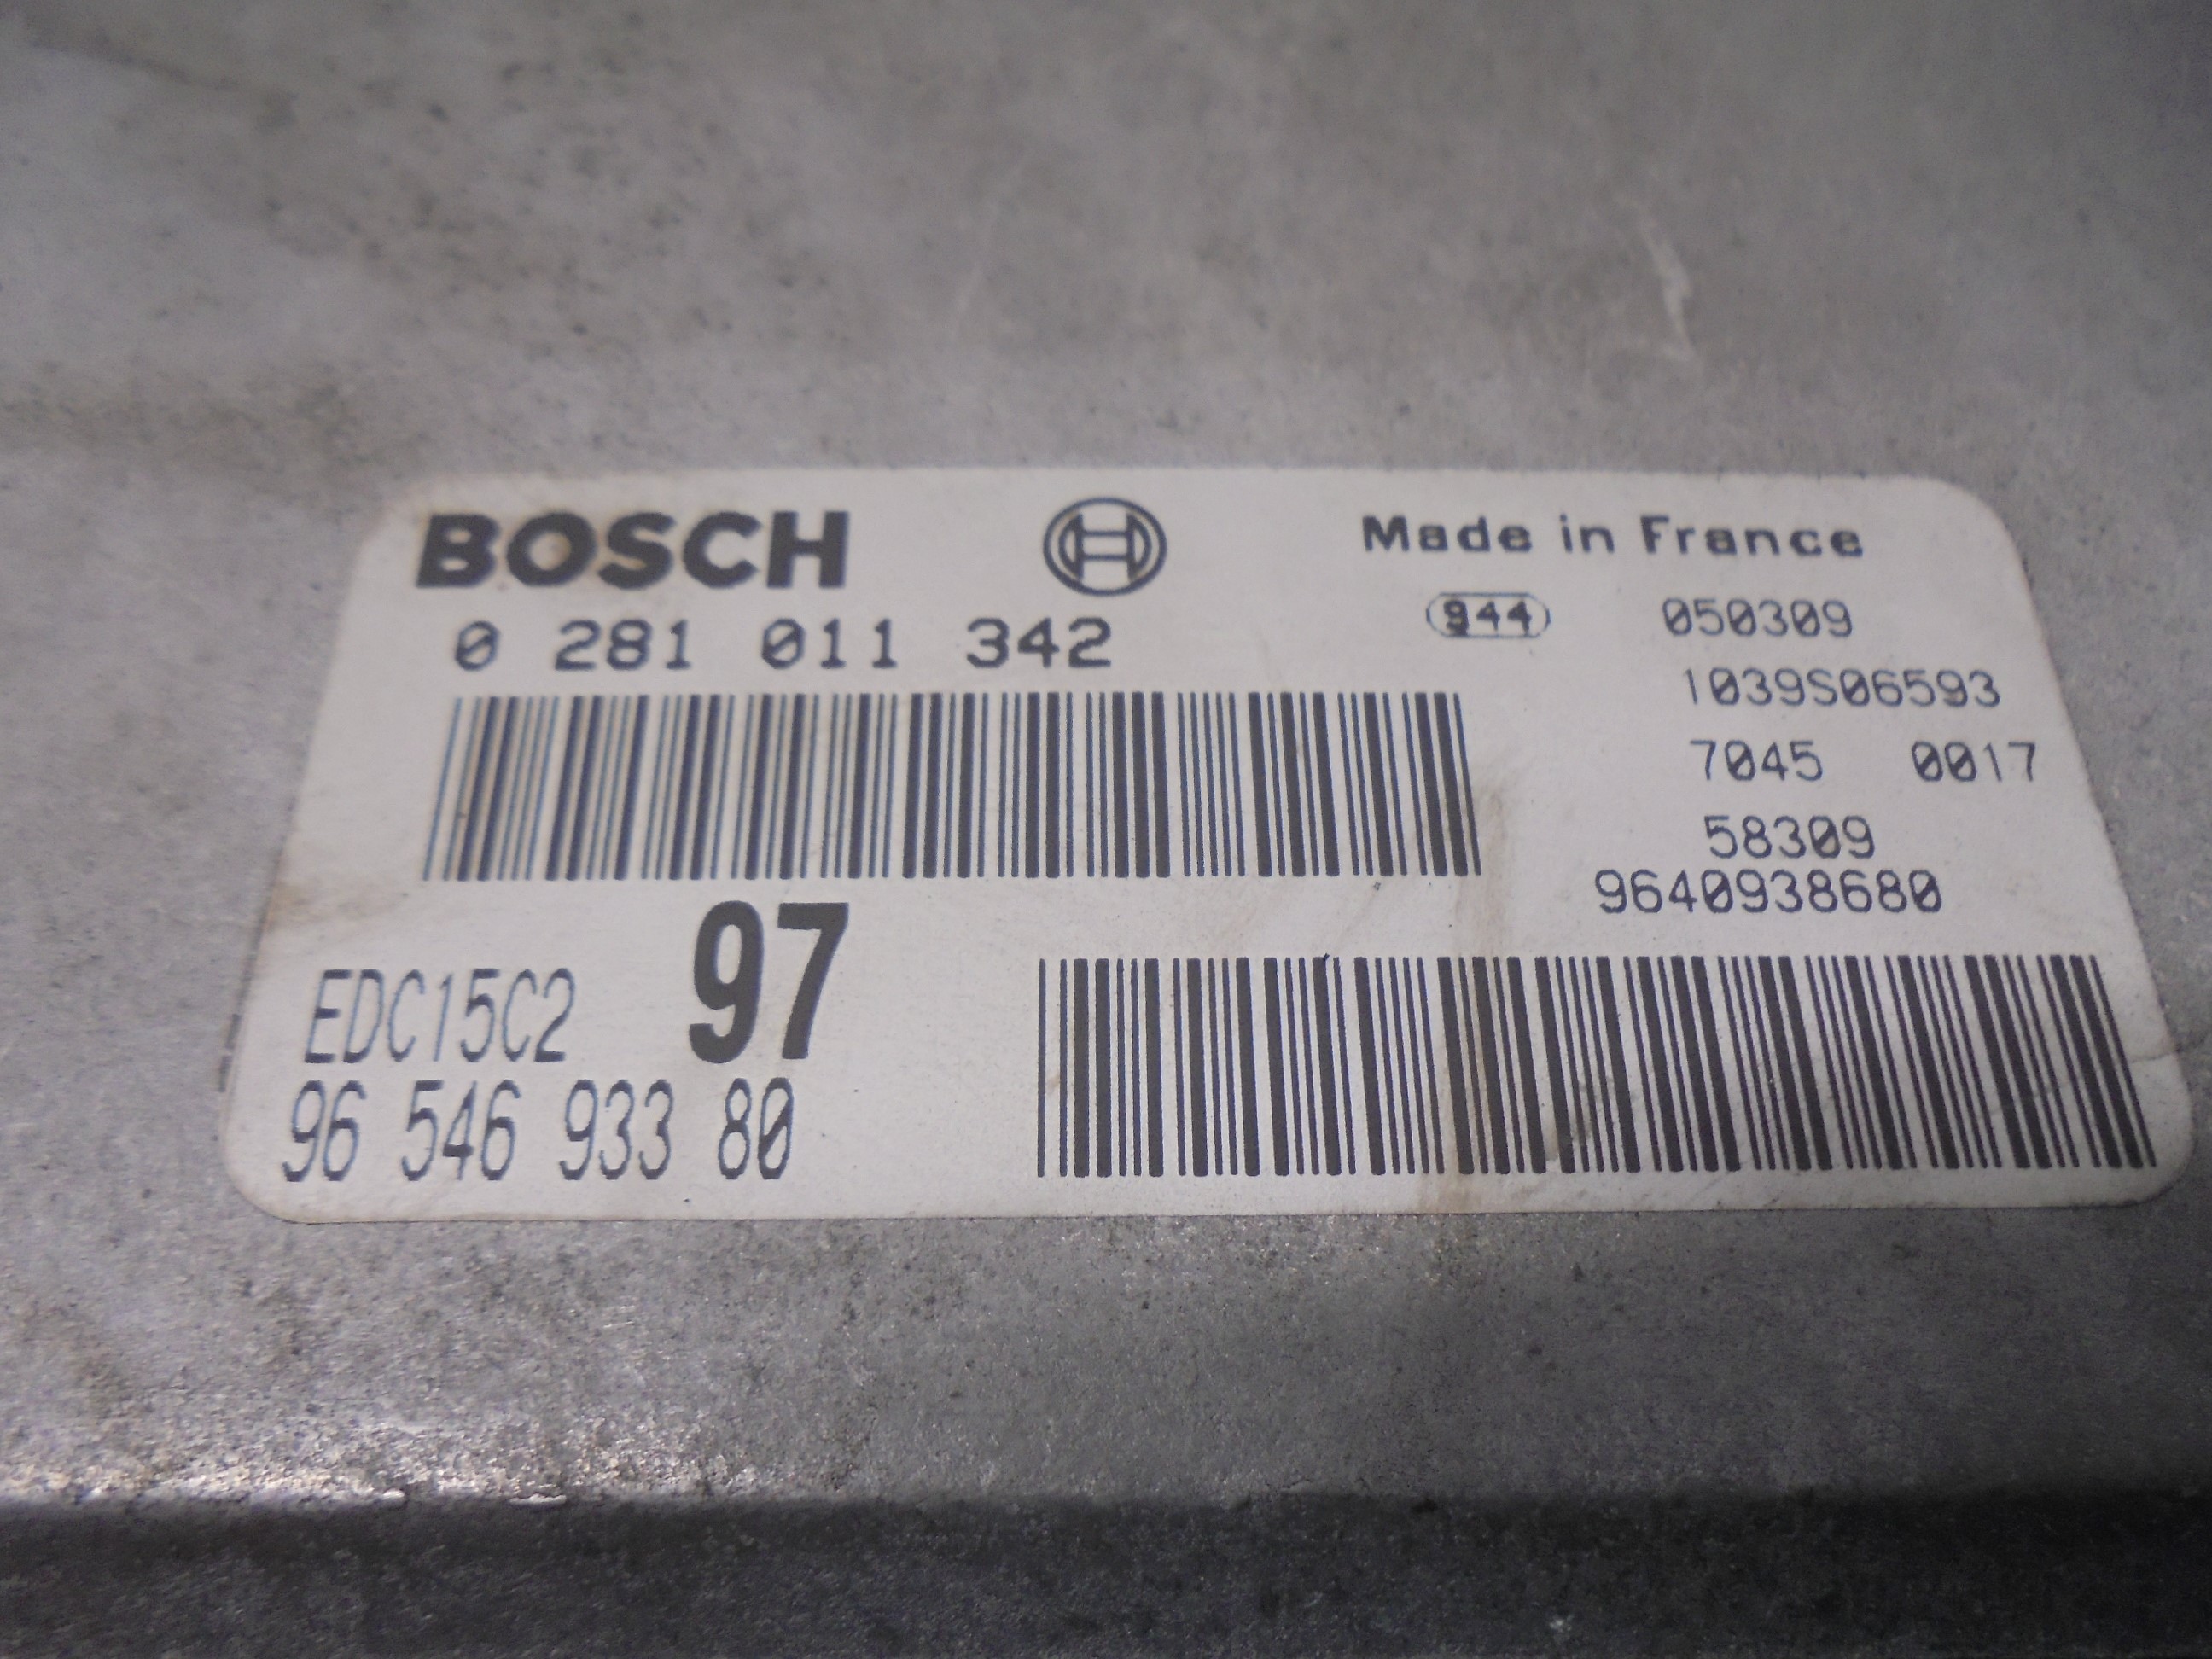 BOSCH
Made in France
0 281 011 342
944 050309
1039S06593
7045 0017
58309
9640938680
EDC15C2 97
96 546 933 80